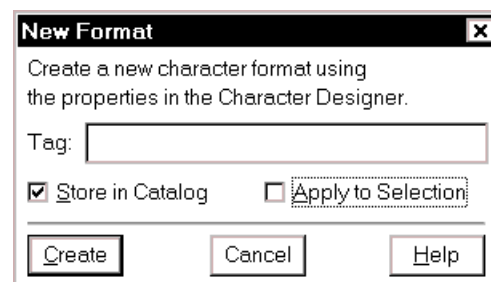 New Format
Create a new character format using
the properties in the Character Designer.
Tag:
Store in Catalog Apply to Selection
Create Cancel Help